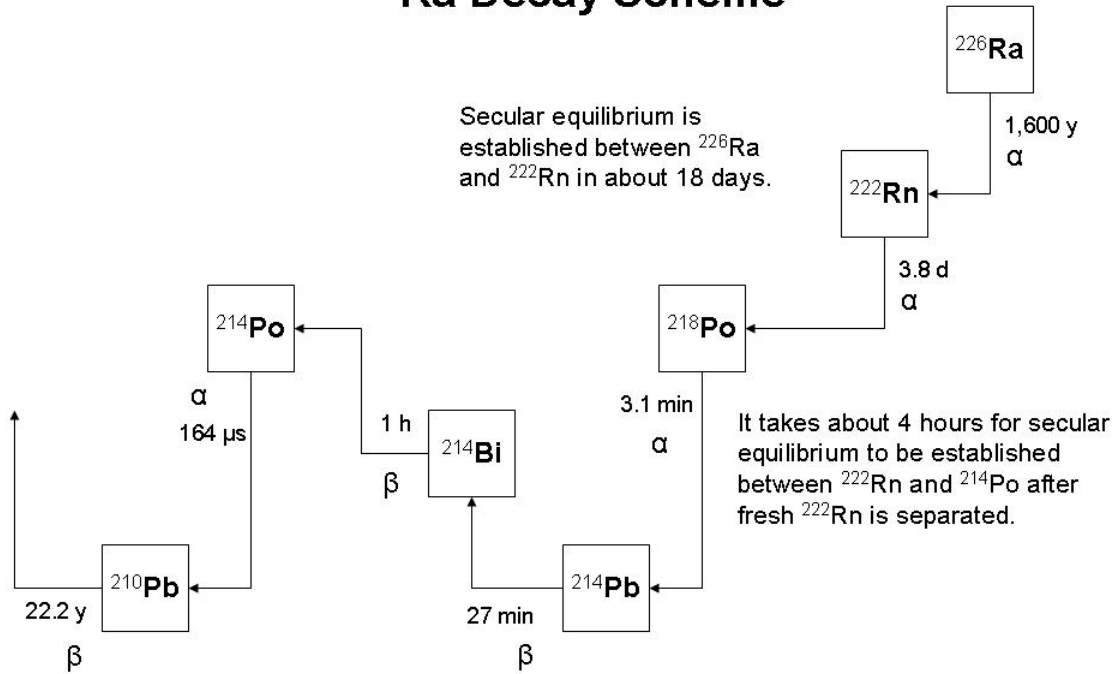 Ra Decay Scheme
²²⁶Ra
Secular equilibrium is
established between ²²⁶Ra
and ²²²Rn in about 18 days.
1,600 y
α
²²²Rn
3.8 d
α
²¹⁴Po
²¹⁸Po
α
164 µs
3.1 min
α
1 h
β
²¹⁴Bi
It takes about 4 hours for secular
equilibrium to be established
between ²²²Rn and ²¹⁴Po after
fresh ²²²Rn is separated.
²¹⁰Pb
²¹⁴Pb
22.2 y
β
27 min
β